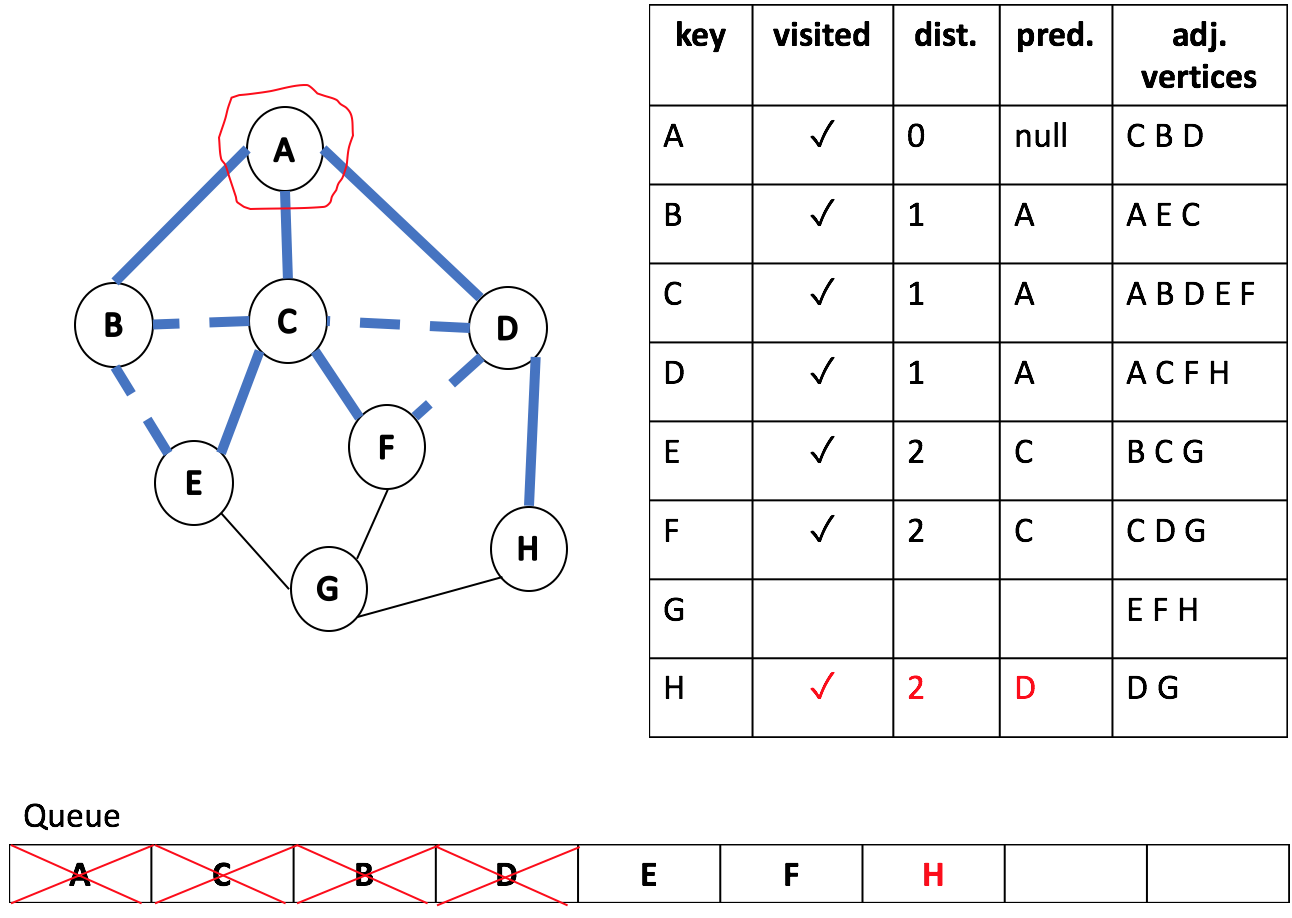 A
B
C
D
E
F
G
H
key visited dist. pred. adj. vertices
A ✓ 0 null C B D
B ✓ 1 A A E C
C ✓ 1 A A B D E F
D ✓ 1 A A C F H
E ✓ 2 C B C G
F ✓ 2 C C D G
G E F H
H ✓ 2 D D G
Queue
A C B D E F H